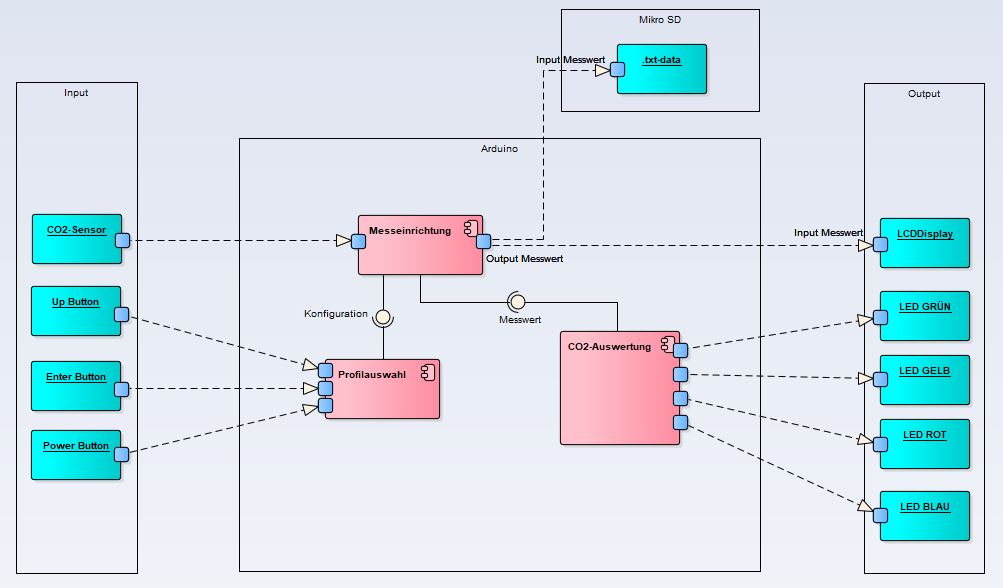 Mikro SD
Input Messwert
.txt-data
Input
Output
Arduino
CO2-Sensor
Messeinrichtung
Output Messwert
Input Messwert
LCDDisplay
Up Button
Konfiguration
Messwert
LED GRÜN
Enter Button
Profilauswahl
CO2-Auswertung
LED GELB
Power Button
LED ROT
LED BLAU